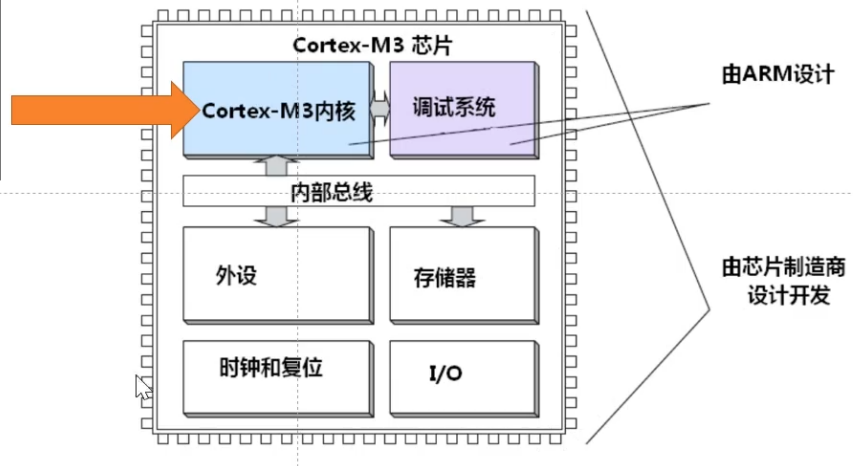 Cortex-M3 芯片
Cortex-M3内核
调试系统
由ARM设计
内部总线
外设
存储器
由芯片制造商
设计开发
时钟和复位
I/O